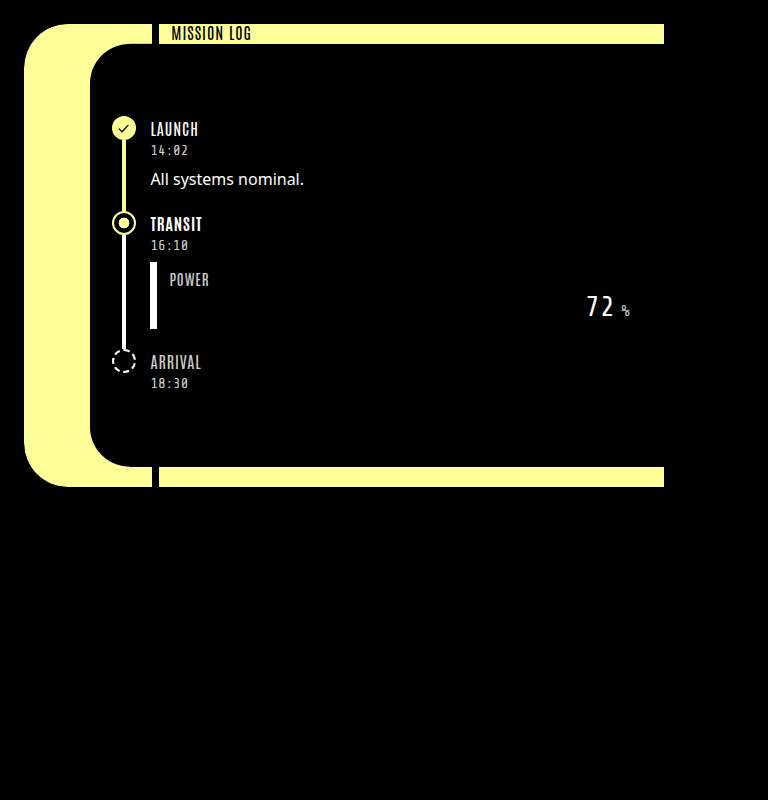 MISSION LOG
LAUNCH
14:02
All systems nominal.
TRANSIT
16:10
POWER
72 %
ARRIVAL
18:30